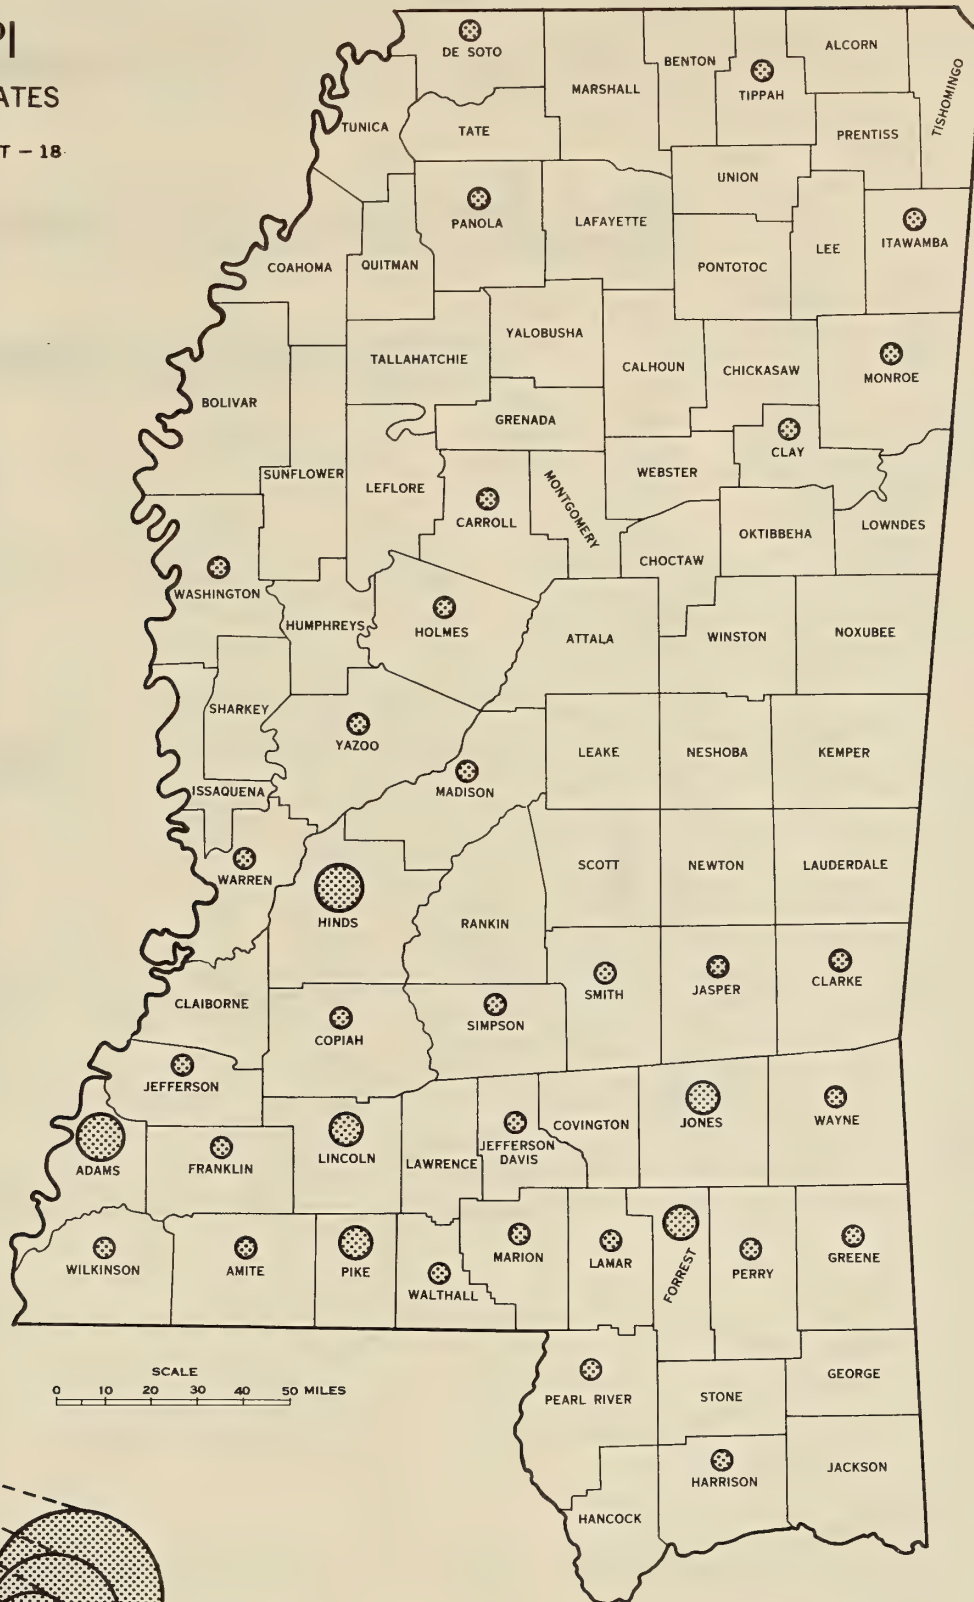 PI
ATES
T – 18
DE SOTO
ALCORN
BENTON
MARSHALL
TIPPAH
TISHOMINGO
TUNICA
TATE
PRENTISS
UNION
PANOLA
LAFAYETTE
ITAWAMBA
LEE
COAHOMA
QUITMAN
PONTOTOC
YALOBUSHA
TALLAHATCHIE
CALHOUN
CHICKASAW
MONROE
BOLIVAR
GRENADA
CLAY
SUNFLOWER
WEBSTER
LEFLORE
MONTGOMERY
CARROLL
LOWNDES
OKTIBBEHA
CHOCTAW
WASHINGTON
HUMPHREYS
HOLMES
ATTALA
WINSTON
NOXUBEE
SHARKEY
YAZOO
LEAKE
NESHOBA
KEMPER
ISSAQUENA
MADISON
SCOTT
NEWTON
LAUDERDALE
WARREN
HINDS
RANKIN
CLAIBORNE
SMITH
JASPER
CLARKE
COPIAH
SIMPSON
JEFFERSON
JONES
WAYNE
COVINGTON
ADAMS
FRANKLIN
LINCOLN
LAWRENCE
JEFFERSON
DAVIS
WILKINSON
AMITE
PIKE
MARION
LAMAR
FORREST
PERRY
GREENE
WALTHALL
SCALE
0 10 20 30 40 50 MILES
GEORGE
PEARL RIVER
STONE
HARRISON
JACKSON
HANCOCK